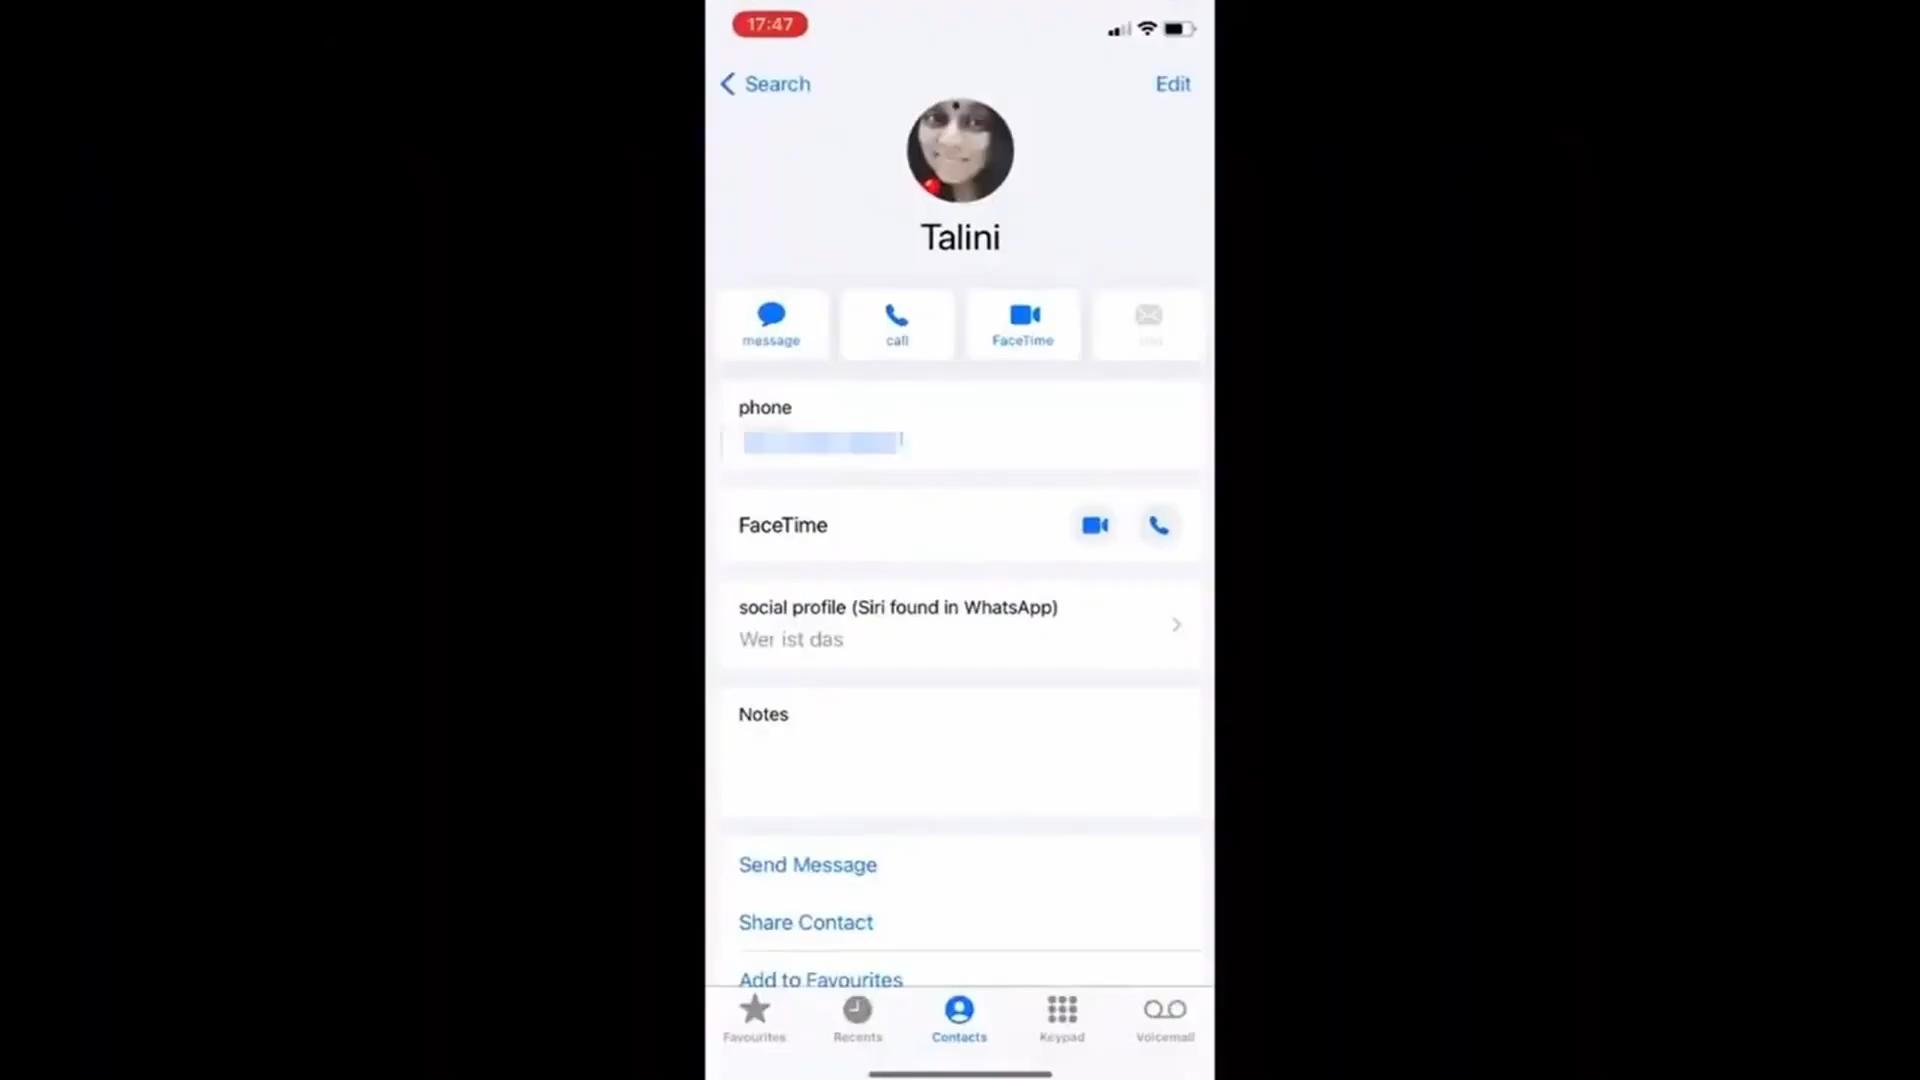 17:47
Search
Edit
Talini
message
call
FaceTime
phone
FaceTime
social profile (Siri found in WhatsApp)
Wer ist das
Notes
Send Message
Share Contact
Add to Favourites
Favourites
Recents
Contacts
Keypad
Voicemail